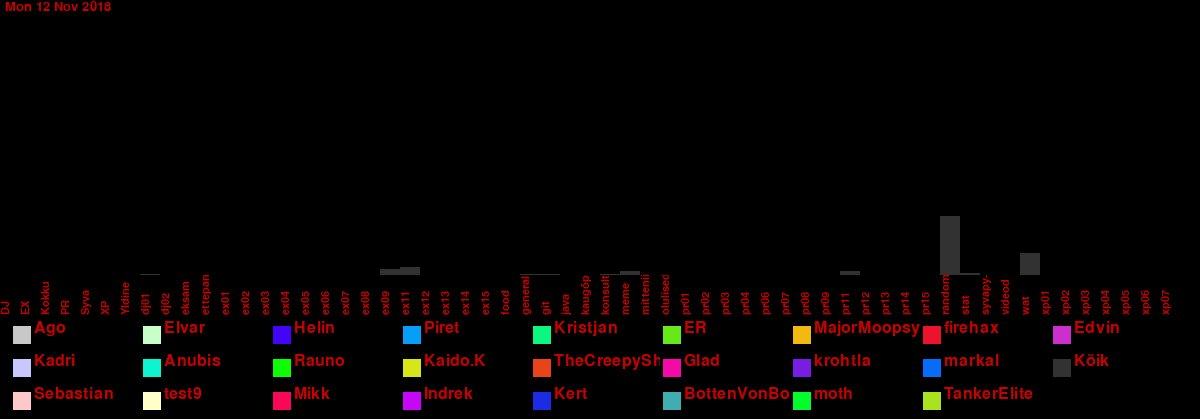 Mon 12 Nov 2018
DJ EX Kokku PR Syva XP Yldine dj01 dj02 eksam ettepan ex01 ex02 ex03 ex04 ex05 ex06 ex07 ex08 ex09 ex11 ex12 ex13 ex14 ex15 food general git java kaugõp konsult meme mitteni olulised pr01 pr02 pr03 pr04 pr06 pr07 pr08 pr09 pr11 pr12 pr13 pr14 pr15 random stat syvapy- videod wat xp01 xp02 xp03 xp04 xp05 xp06 xp07
Ago Elvar Helin Piret Kristjan ER MajorMoopsy firehax Edvin
Kadri Anubis Rauno Kaido.K TheCreepySh Glad krohtla markal Kõik
Sebastian test9 Mikk Indrek Kert BottenVonBo moth TankerElite